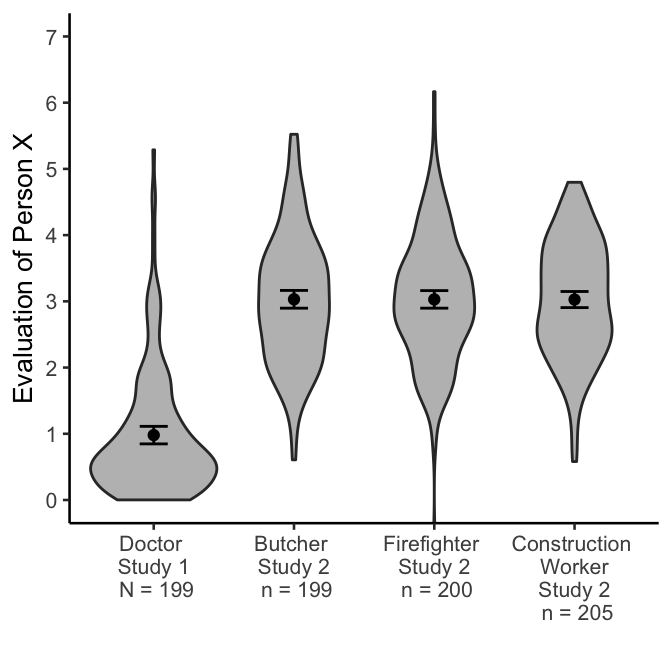 Evaluation of Person X
7
6
5
4
3
2
1
0
Doctor
Study 1
N = 199
Butcher
Study 2
n = 199
Firefighter
Study 2
n = 200
Construction
Worker
Study 2
n = 205